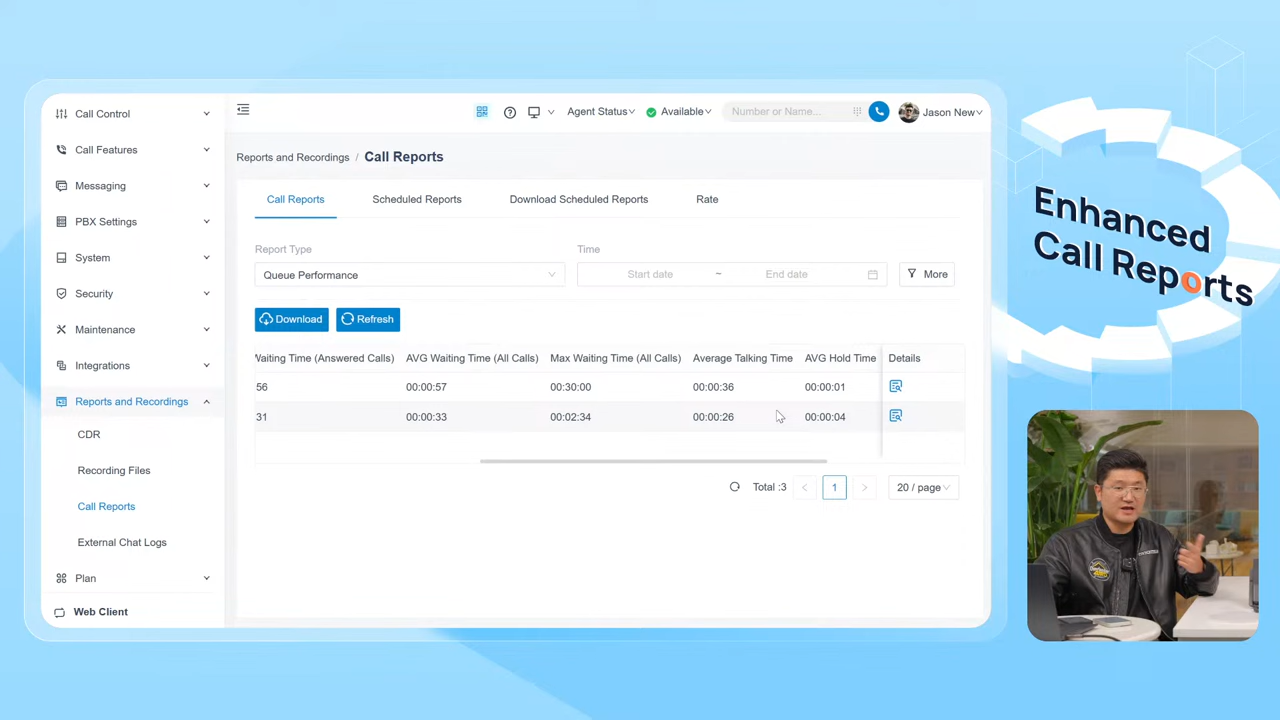 Call Control
Call Features
Messaging
PBX Settings
System
Security
Maintenance
Integrations
Reports and Recordings
CDR
Recording Files
Call Reports
External Chat Logs
Plan
Web Client
Agent Status
Available
Number or Name...
Jason New
Reports and Recordings / Call Reports
Call Reports Scheduled Reports Download Scheduled Reports Rate
Report Type
Time
Queue Performance
Start date ~ End date
More
Download
Refresh
Waiting Time (Answered Calls) AVG Waiting Time (All Calls) Max Waiting Time (All Calls) Average Talking Time AVG Hold Time Details
56 00:00:57 00:30:00 00:00:36 00:00:01
31 00:00:33 00:02:34 00:00:26 00:00:04
Total :3 < 1 > 20 / page
Enhanced
Call Reports